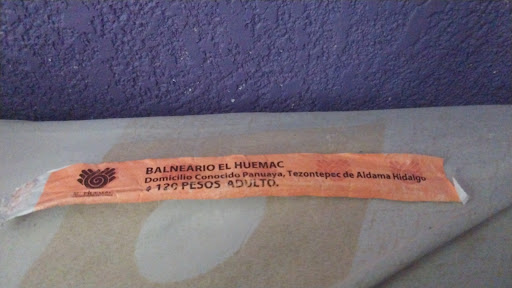 BALNEARIO EL HUEMAC
Domicilio Conocido Panuaya, Tezontepec de Aldama Hidalgo
$ 120 PESOS ADULTO.